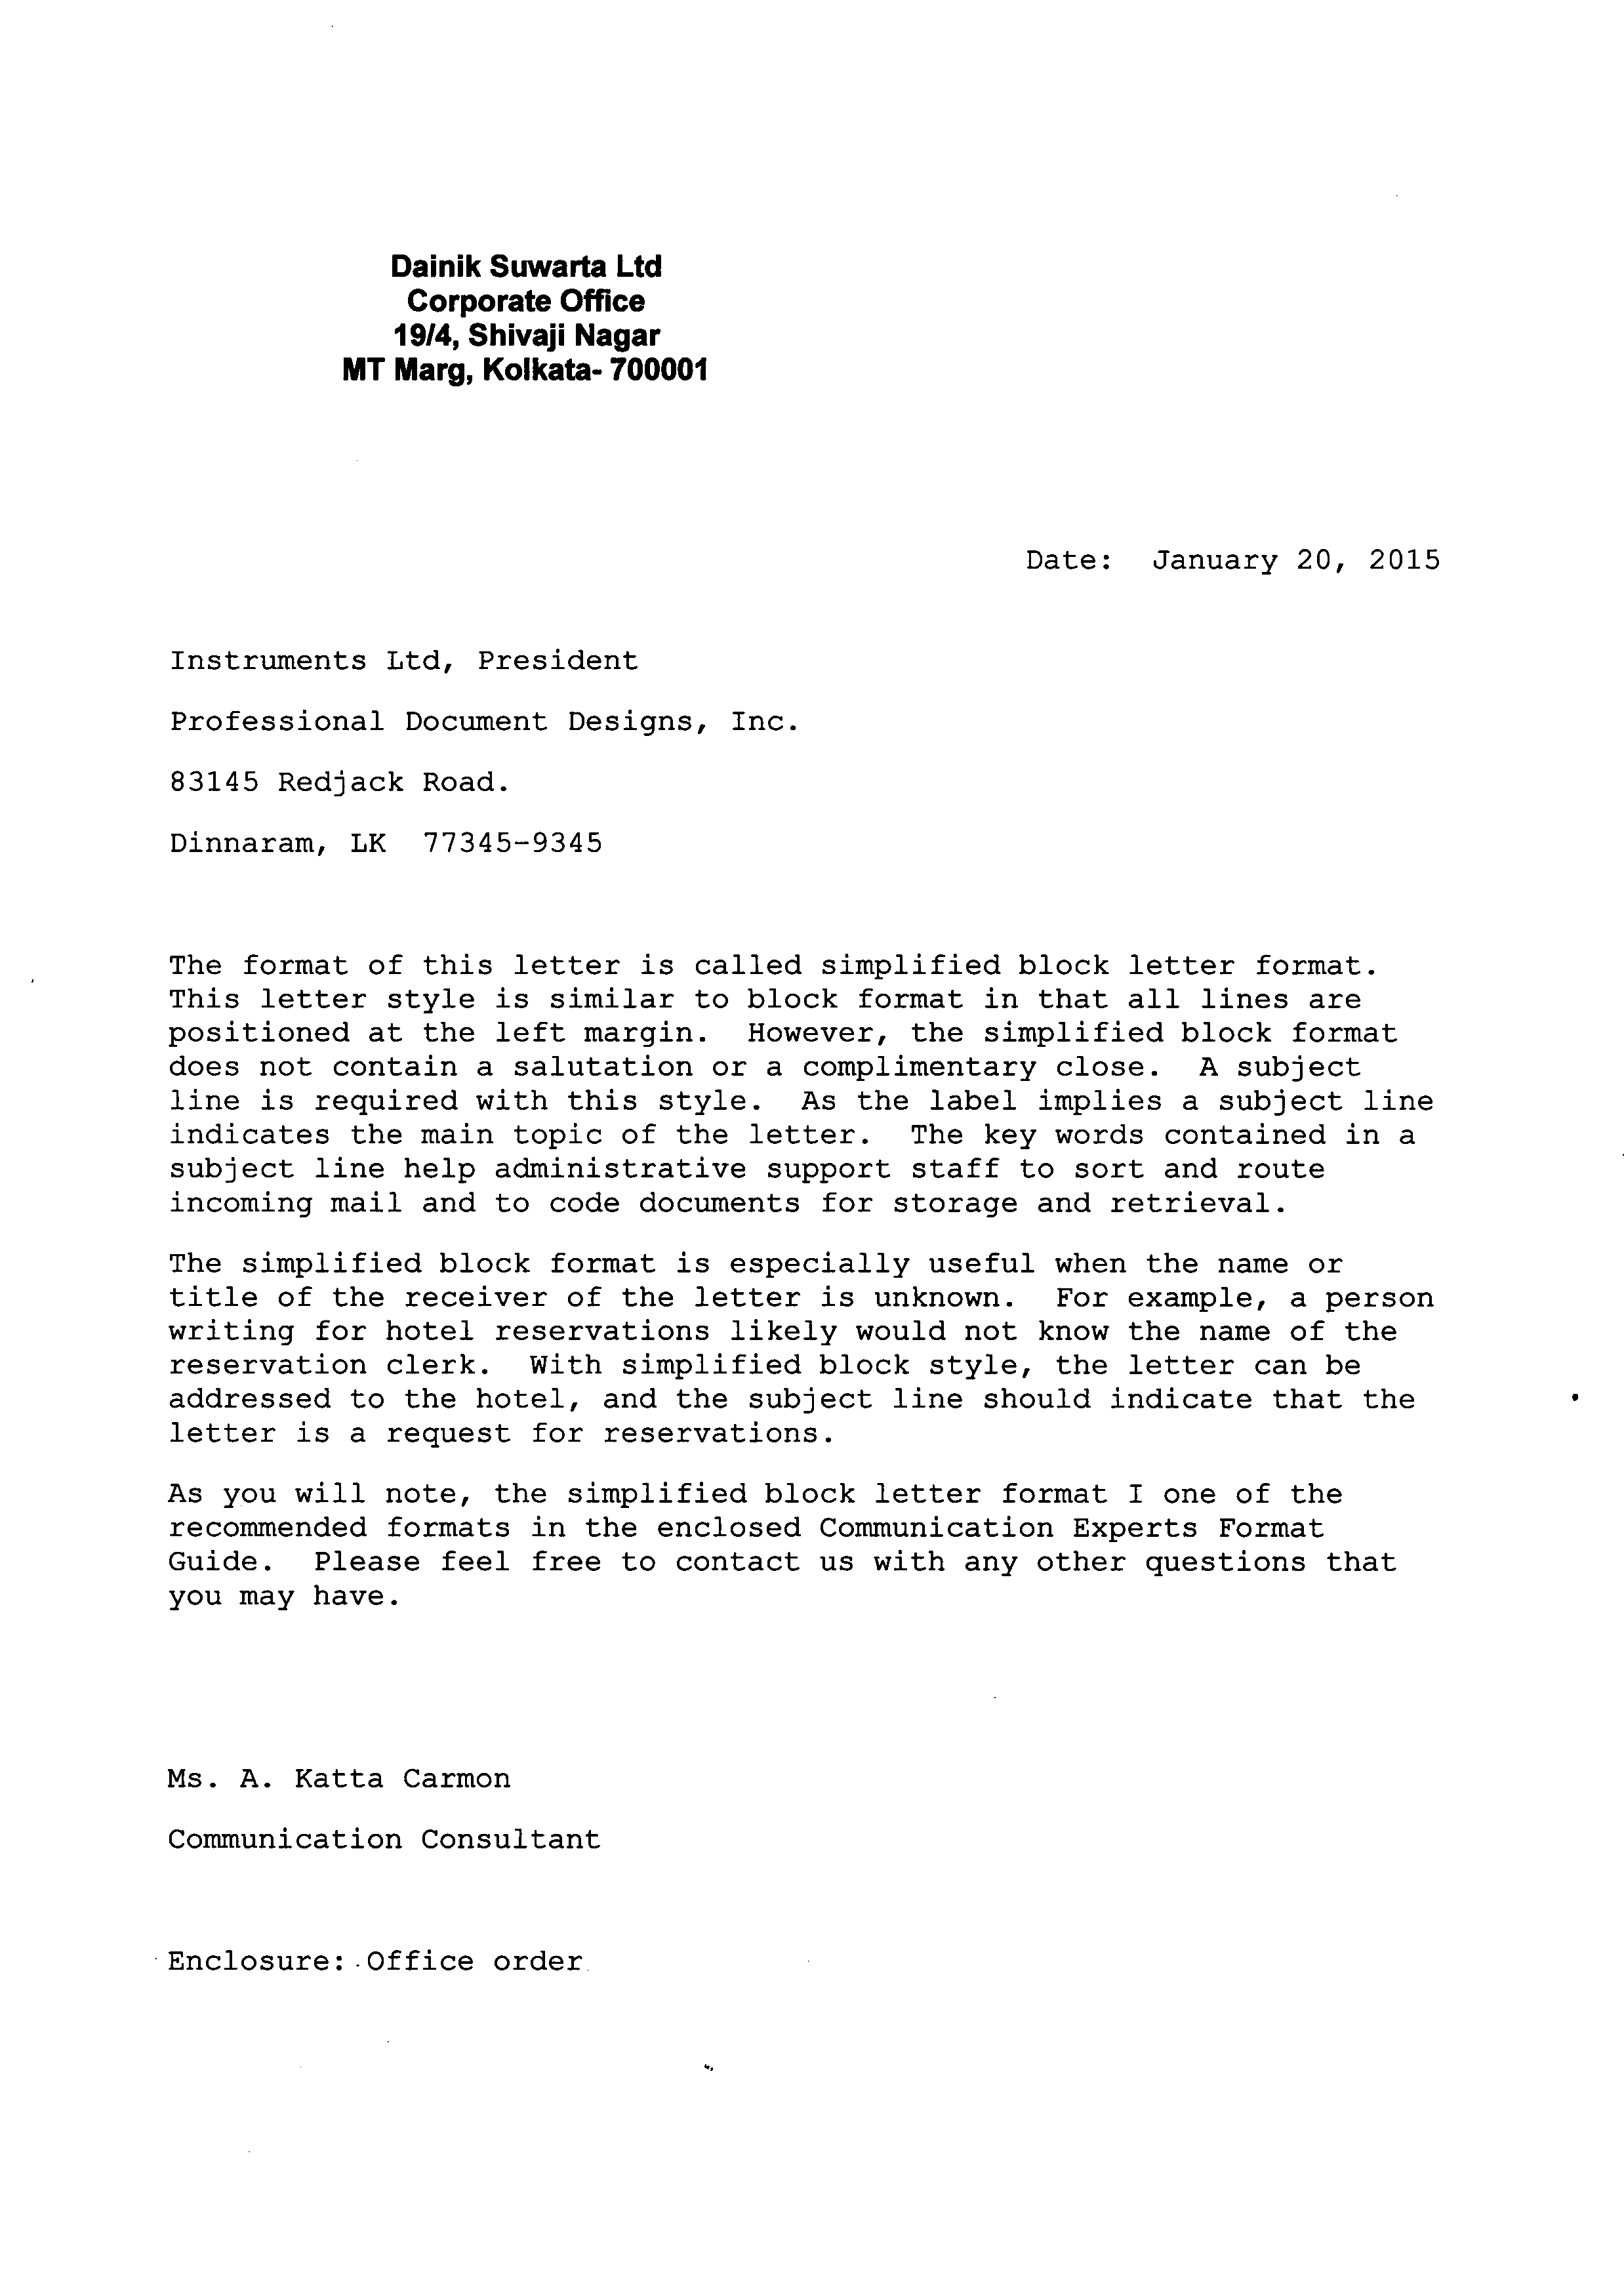 Dainik Suwarta Ltd
Corporate Office
19/4, Shivaji Nagar
MT Marg, Kolkata- 700001
Date: January 20, 2015
Instruments Ltd, President
Professional Document Designs, Inc.
83145 Redjack Road.
Dinnaram, LK 77345-9345
The format of this letter is called simplified block letter format.
This letter style is similar to block format in that all lines are
positioned at the left margin. However, the simplified block format
does not contain a salutation or a complimentary close. A subject
line is required with this style. As the label implies a subject line
indicates the main topic of the letter. The key words contained in a
subject line help administrative support staff to sort and route
incoming mail and to code documents for storage and retrieval.
The simplified block format is especially useful when the name or
title of the receiver of the letter is unknown. For example, a person
writing for hotel reservations likely would not know the name of the
reservation clerk. With simplified block style, the letter can be
addressed to the hotel, and the subject line should indicate that the
letter is a request for reservations.
As you will note, the simplified block letter format I one of the
recommended formats in the enclosed Communication Experts Format
Guide. Please feel free to contact us with any other questions that
you may have.
Ms. A. Katta Carmon
Communication Consultant
Enclosure: Office order